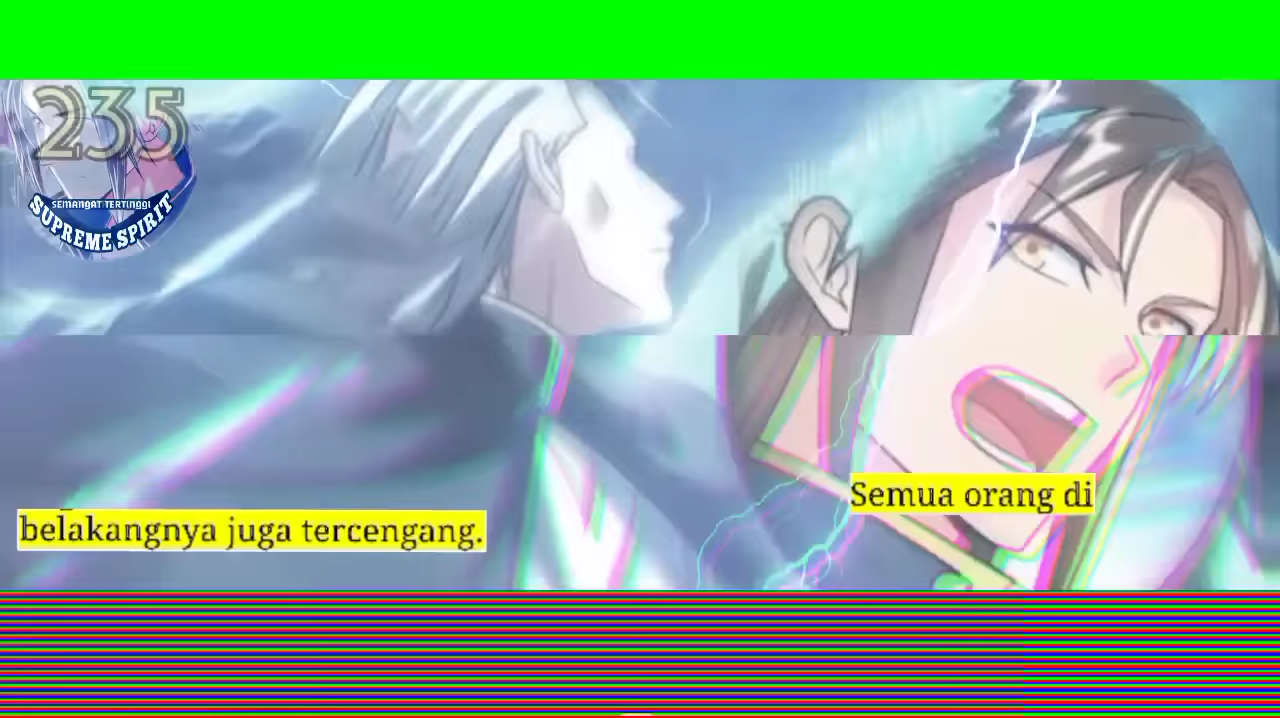 235
SEMANGAT TERTINGGI
SUPREME SPIRIT
Semua orang di
belakangnya juga tercengang.